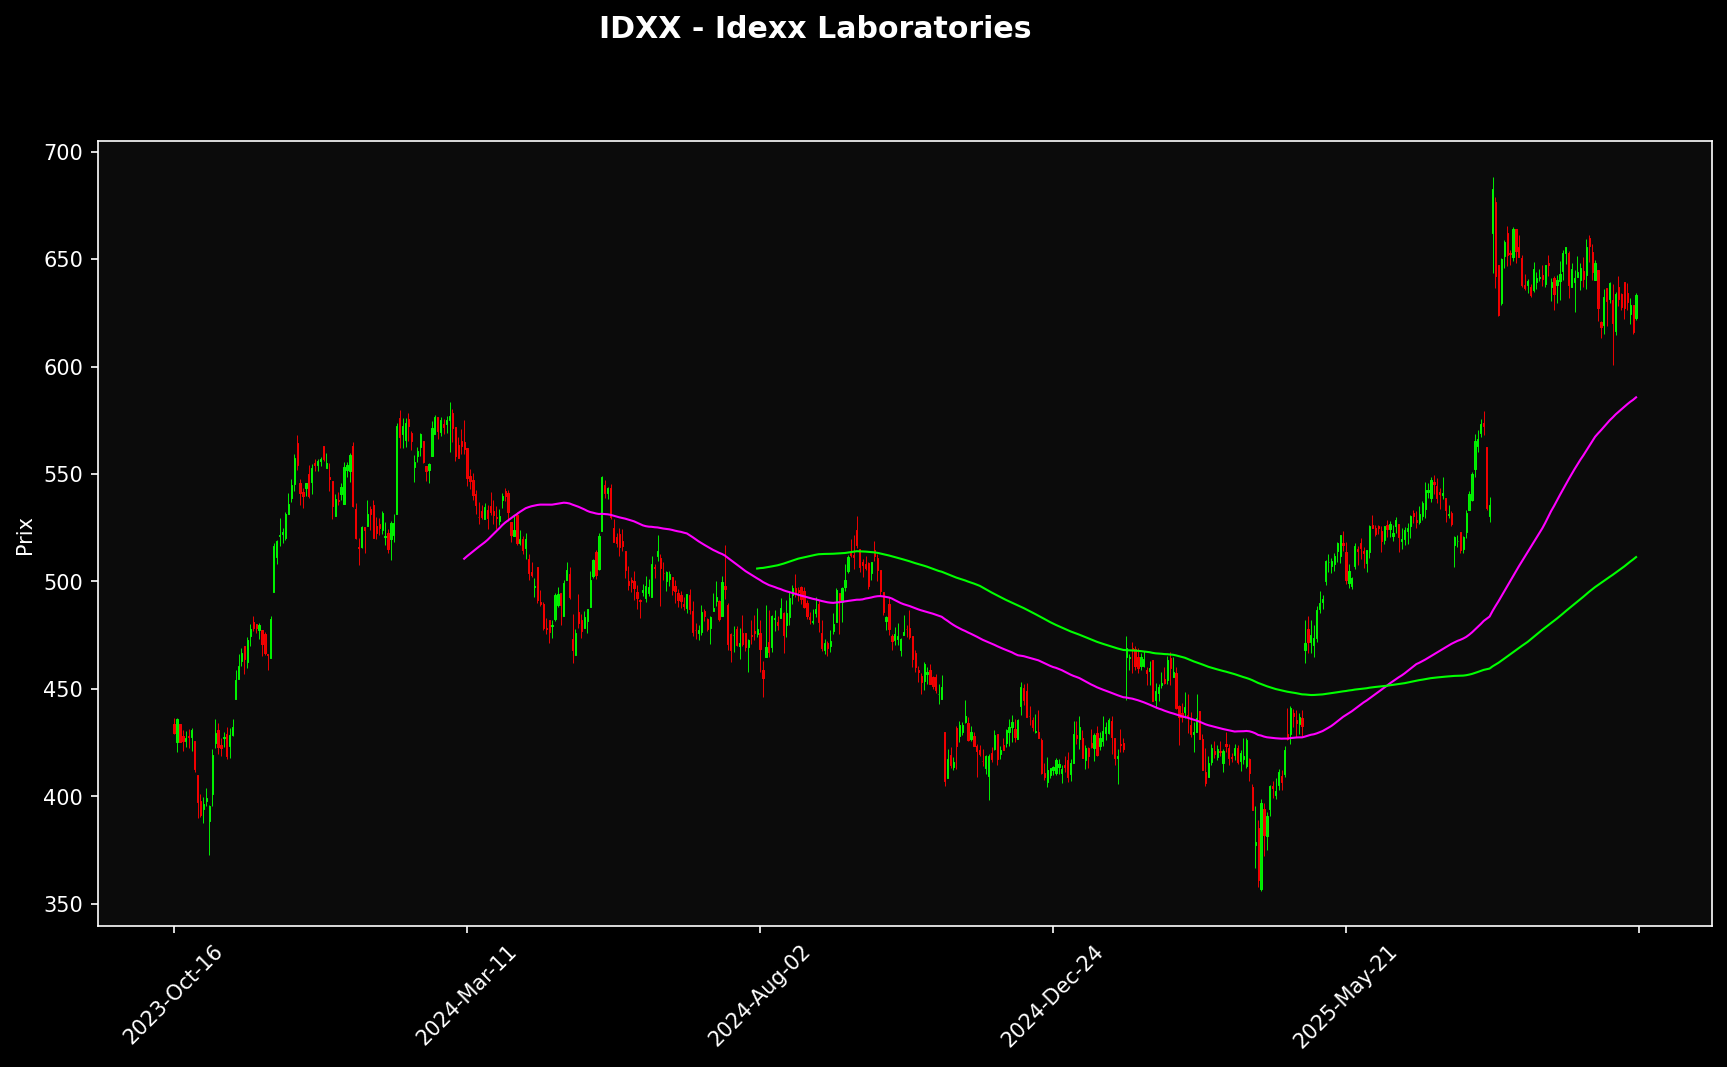 IDXX - Idexx Laboratories
Prix
700
650
600
550
500
450
400
350
2023-Oct-16
2024-Mar-11
2024-Aug-02
2024-Dec-24
2025-May-21